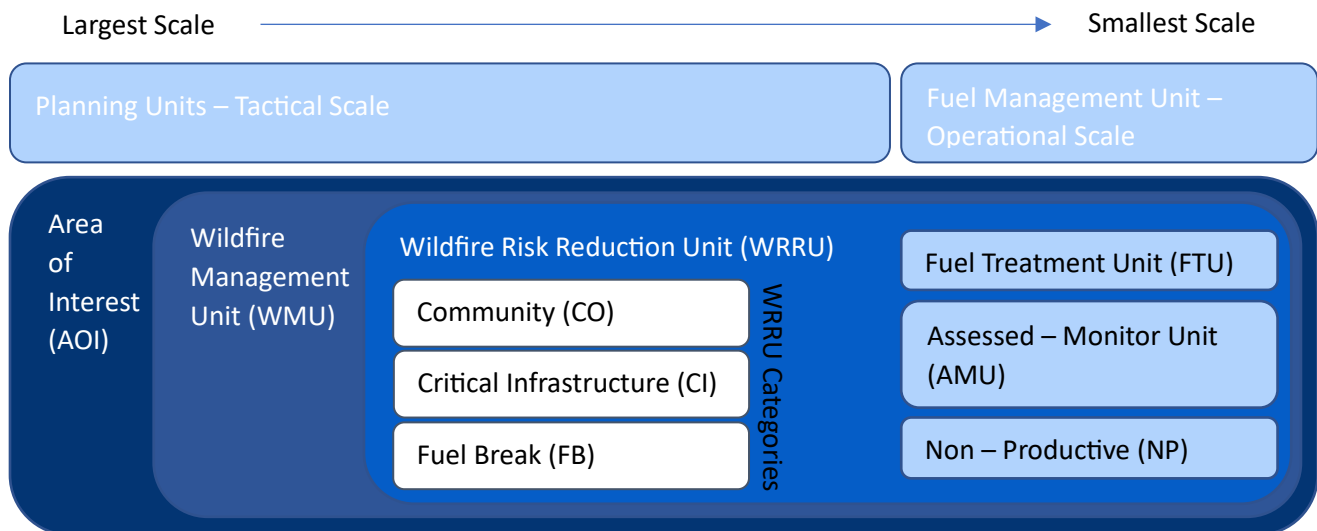 Largest Scale
Smallest Scale
Planning Units – Tactical Scale
Fuel Management Unit –
Operational Scale
Area
of
Interest
(AOI)
Wildfire
Management
Unit (WMU)
Wildfire Risk Reduction Unit (WRRU)
Community (CO)
Critical Infrastructure (CI)
Fuel Break (FB)
WRRU Categories
Fuel Treatment Unit (FTU)
Assessed – Monitor Unit
(AMU)
Non – Productive (NP)